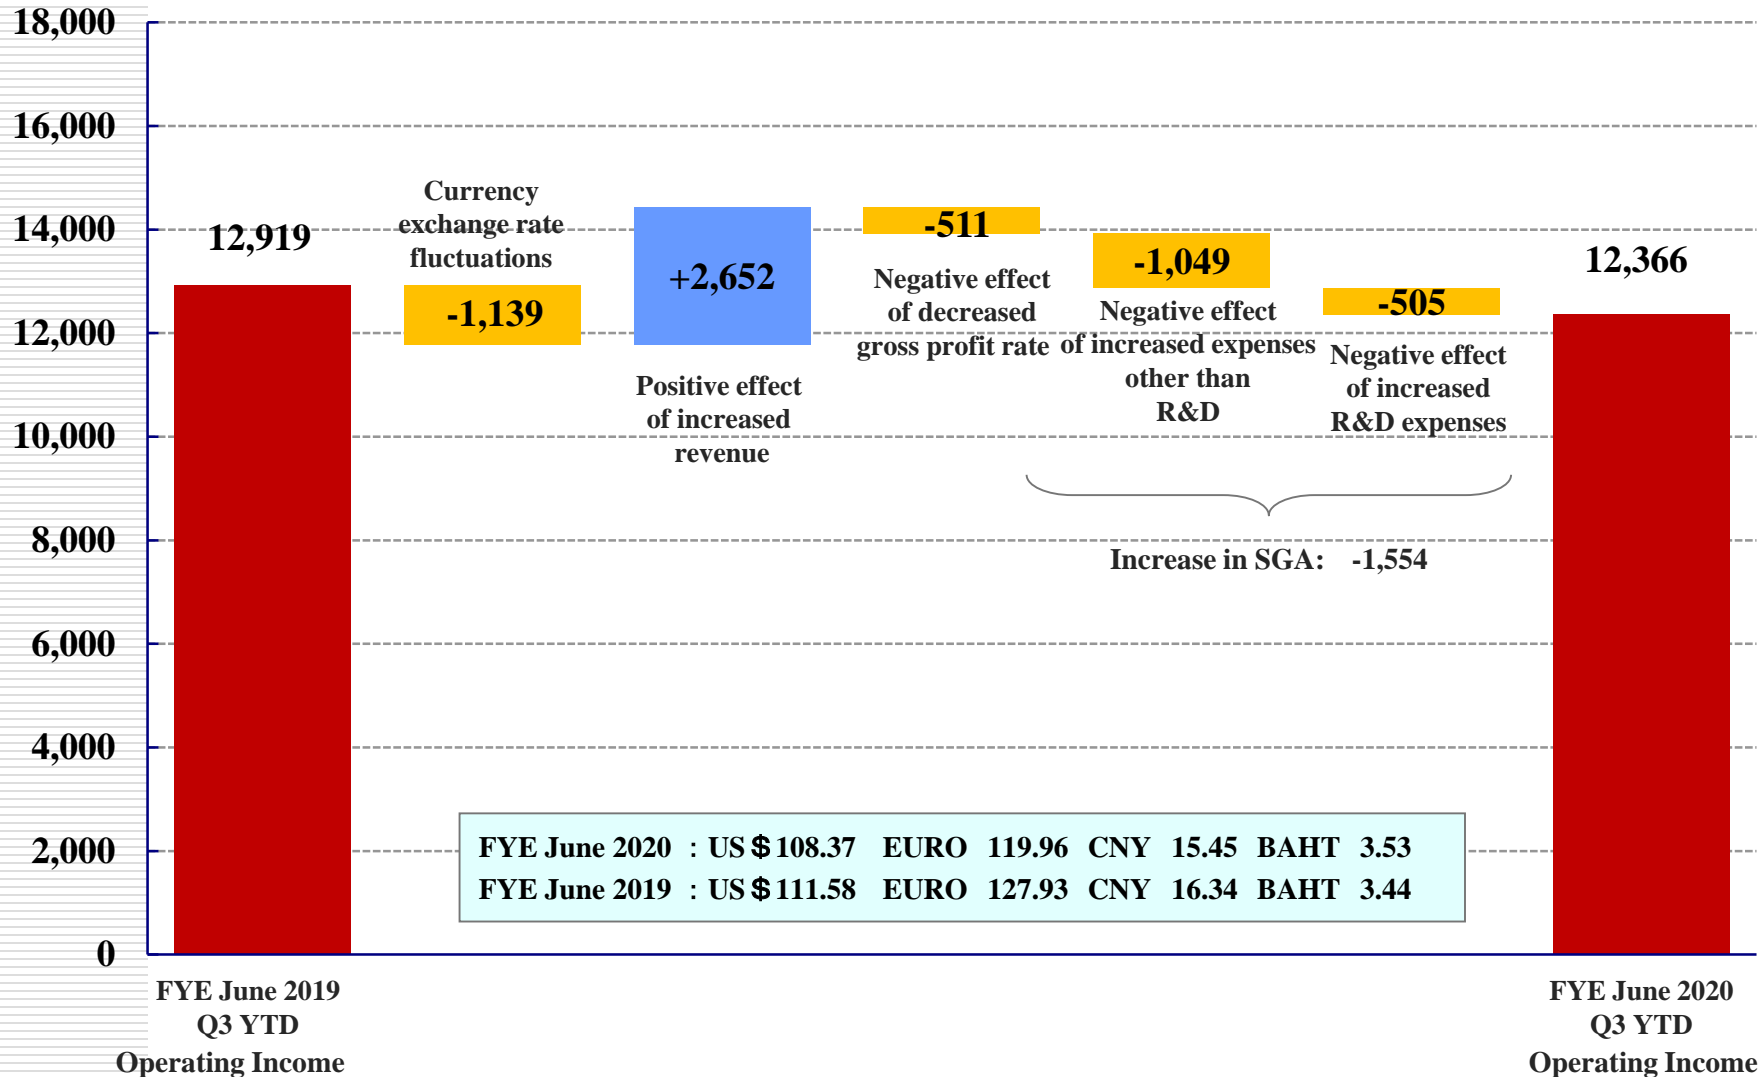 18,000
16,000
14,000
12,000
10,000
8,000
6,000
4,000
2,000
0
12,919
Currency
exchange rate
fluctuations
-1,139
+2,652
Positive effect
of increased
revenue
-511
Negative effect
of decreased
gross profit rate
-1,049
Negative effect
of increased expenses
other than
R&D
-505
Negative effect
of increased
R&D expenses
12,366
Increase in SGA: -1,554
FYE June 2020 : US $108.37 EURO 119.96 CNY 15.45 BAHT 3.53
FYE June 2019 : US $111.58 EURO 127.93 CNY 16.34 BAHT 3.44
FYE June 2019
Q3 YTD
Operating Income
FYE June 2020
Q3 YTD
Operating Income